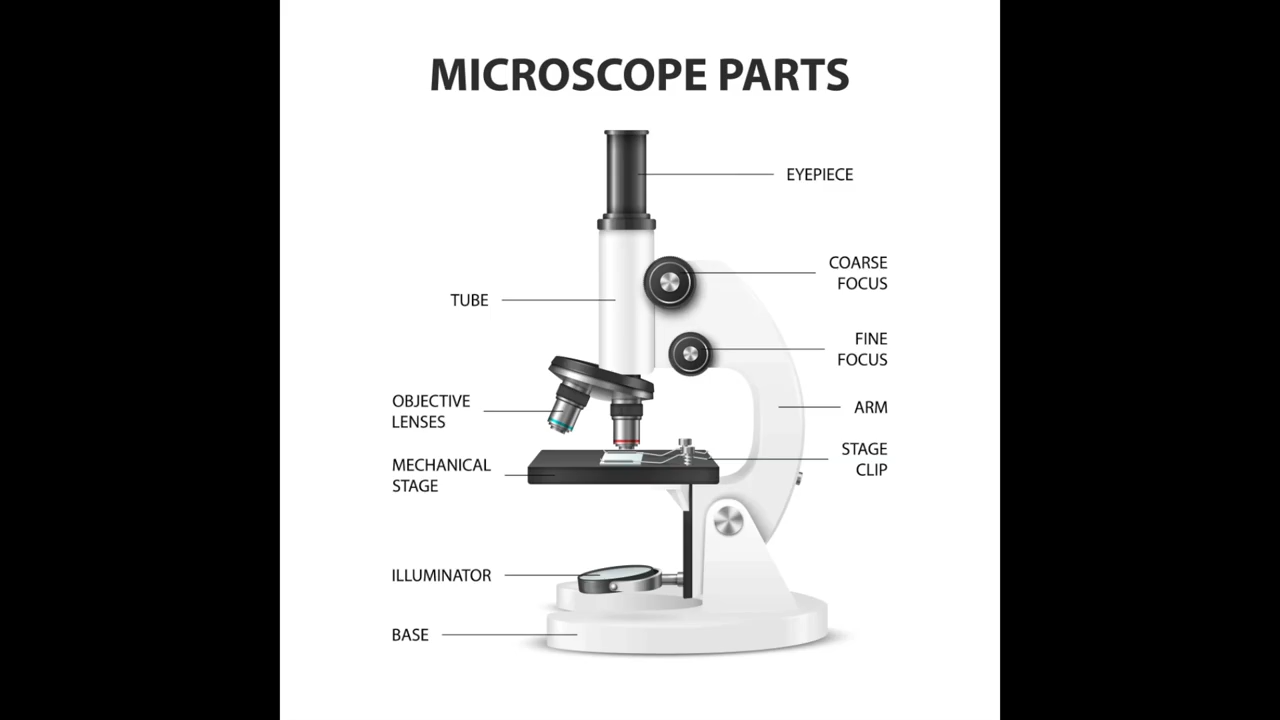 MICROSCOPE PARTS
EYEPIECE
COARSE
FOCUS
TUBE
FINE
FOCUS
OBJECTIVE
LENSES
ARM
STAGE
CLIP
MECHANICAL
STAGE
ILLUMINATOR
BASE